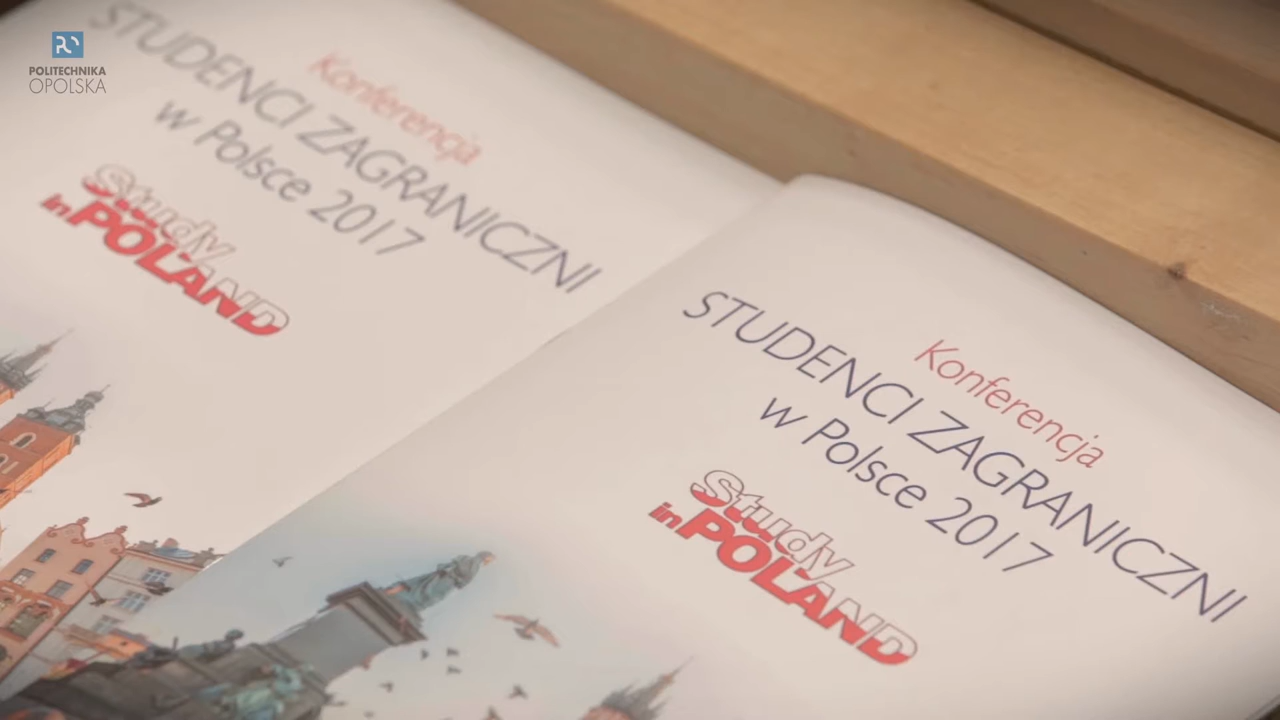 POLITECHNIKA
OPOLSKA
Konferencja
STUDENCI ZAGRANICZNI
w Polsce 2017
Study
in POLAND
Konferencja
STUDENCI ZAGRANICZNI
w Polsce 2017
Study
in POLAND